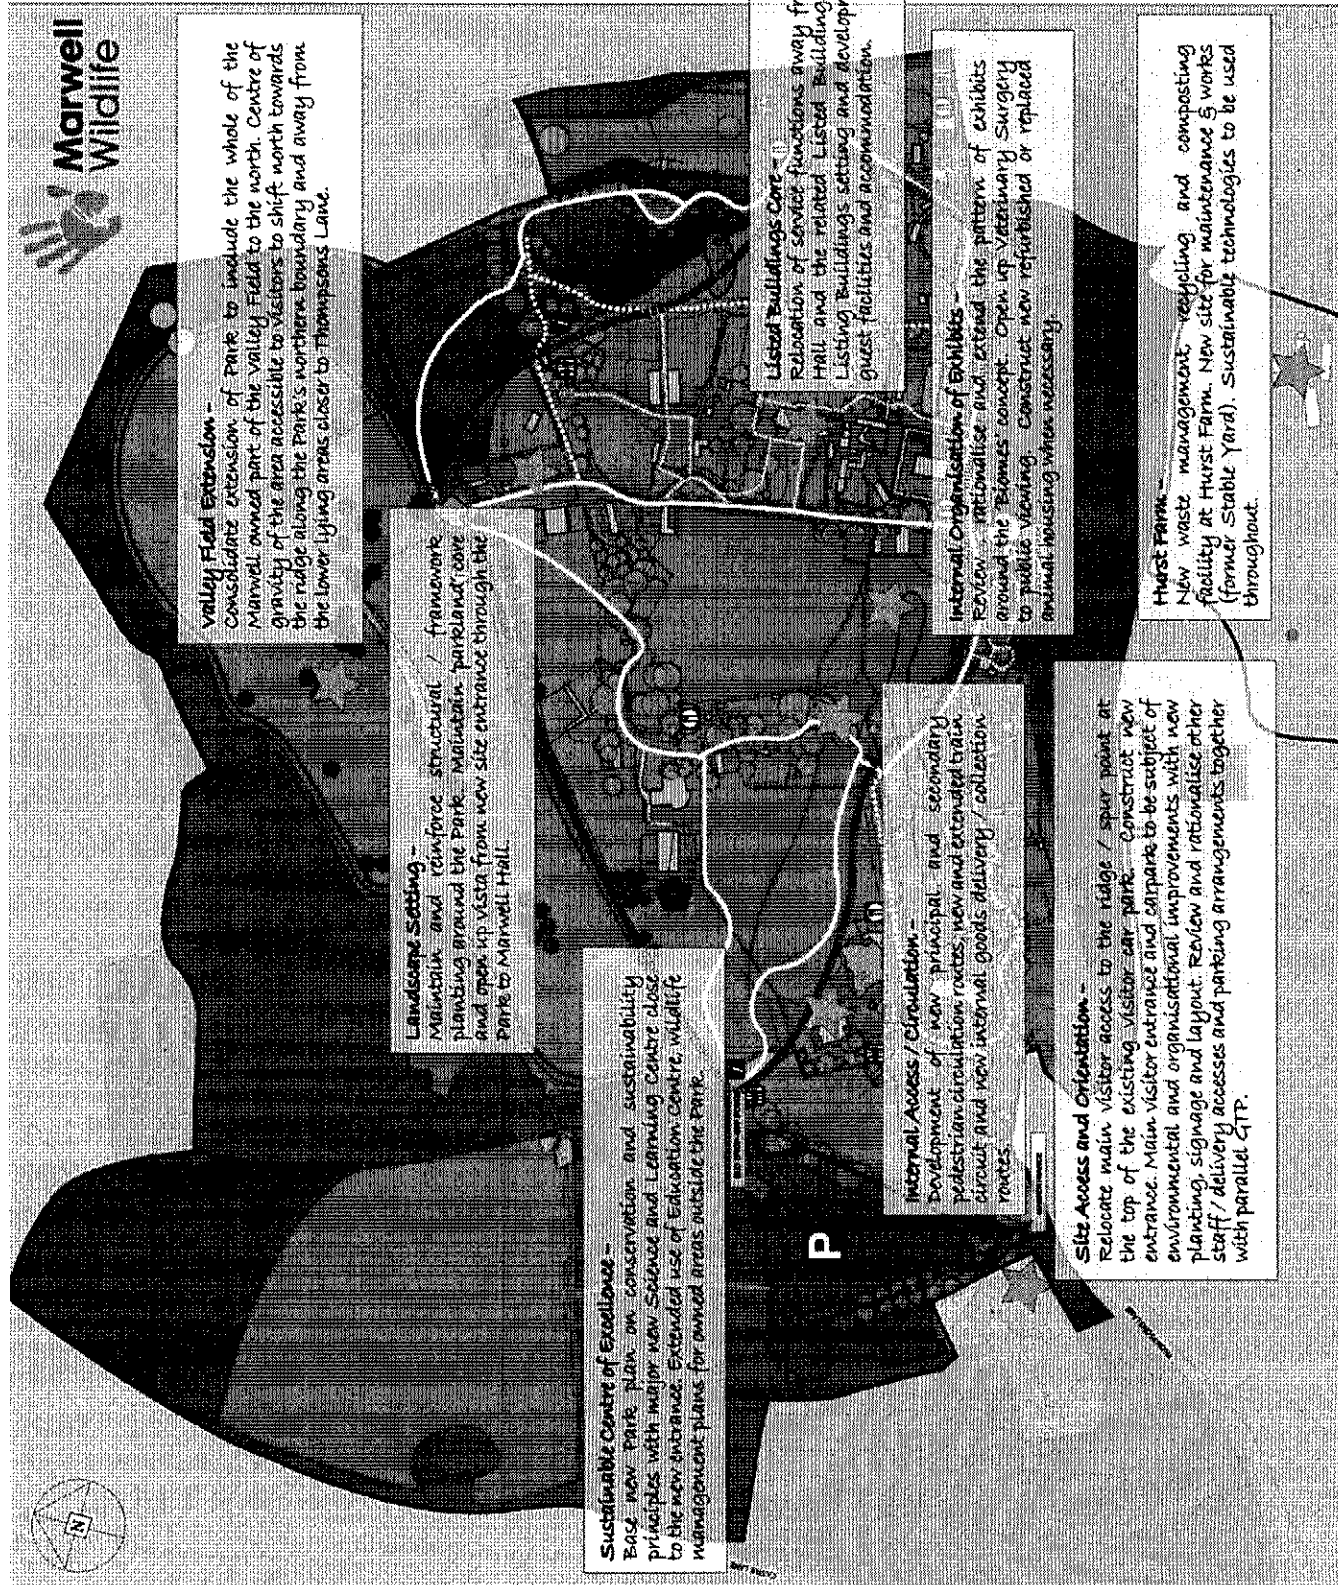 Marwell
Wildlife
Valley Field Extension -
Consolidate extension of Park to include the whole of the
Marwell owned part of the Valley Field to the north. Centre of
gravity of the area accessible to visitors to shift north towards
the ridge along the Park's northern boundary and away from
the lower lying areas closer to Thompsons Lane.
Landscape Setting -
Maintain and reinforce structural / framework
planting around the Park. Maintain parkland core
and open up vista from new site entrance through the
Park to Marwell Hall.
Sustainable Centre of Excellence -
Base new Park plan on conservation and sustainability
principles with major new Science and Learning Centre close
to the new entrance. Extended use of Education Centre, wildlife
management plans for owned areas outside the Park.
Listed Buildings Core -
Relocation of service functions away fr
Hall and the related Listed Building
Listing Buildings setting and developm
guest facilities and accommodation.
Internal Organisation of Exhibits -
Review, rationalise and extend the pattern of exhibits
around the Biomes concept. Open up Veterinary Surgery
to public viewing. Construct new refurbished or replaced
animal housing when necessary.
Internal Access / Circulation -
Development of new principal and secondary
pedestrian circulation routes, new and extended train
circuit and new internal goods delivery / collection
routes.
Hurst Farm -
New waste management, recycling and composting
facility at Hurst Farm. New site for maintenance & works
(former Stable Yard). Sustainable technologies to be used
throughout.
Site Access and Orientation -
Relocate main visitor access to the ridge / spur point at
the top of the existing visitor car park. Construct new
entrance. Main visitor entrance and carpark to be subject of
environmental and organisational improvements with new
planting, signage and layout. Review and rationalise other
staff / delivery accesses and parking arrangements together
with parallel GTP.
P
N